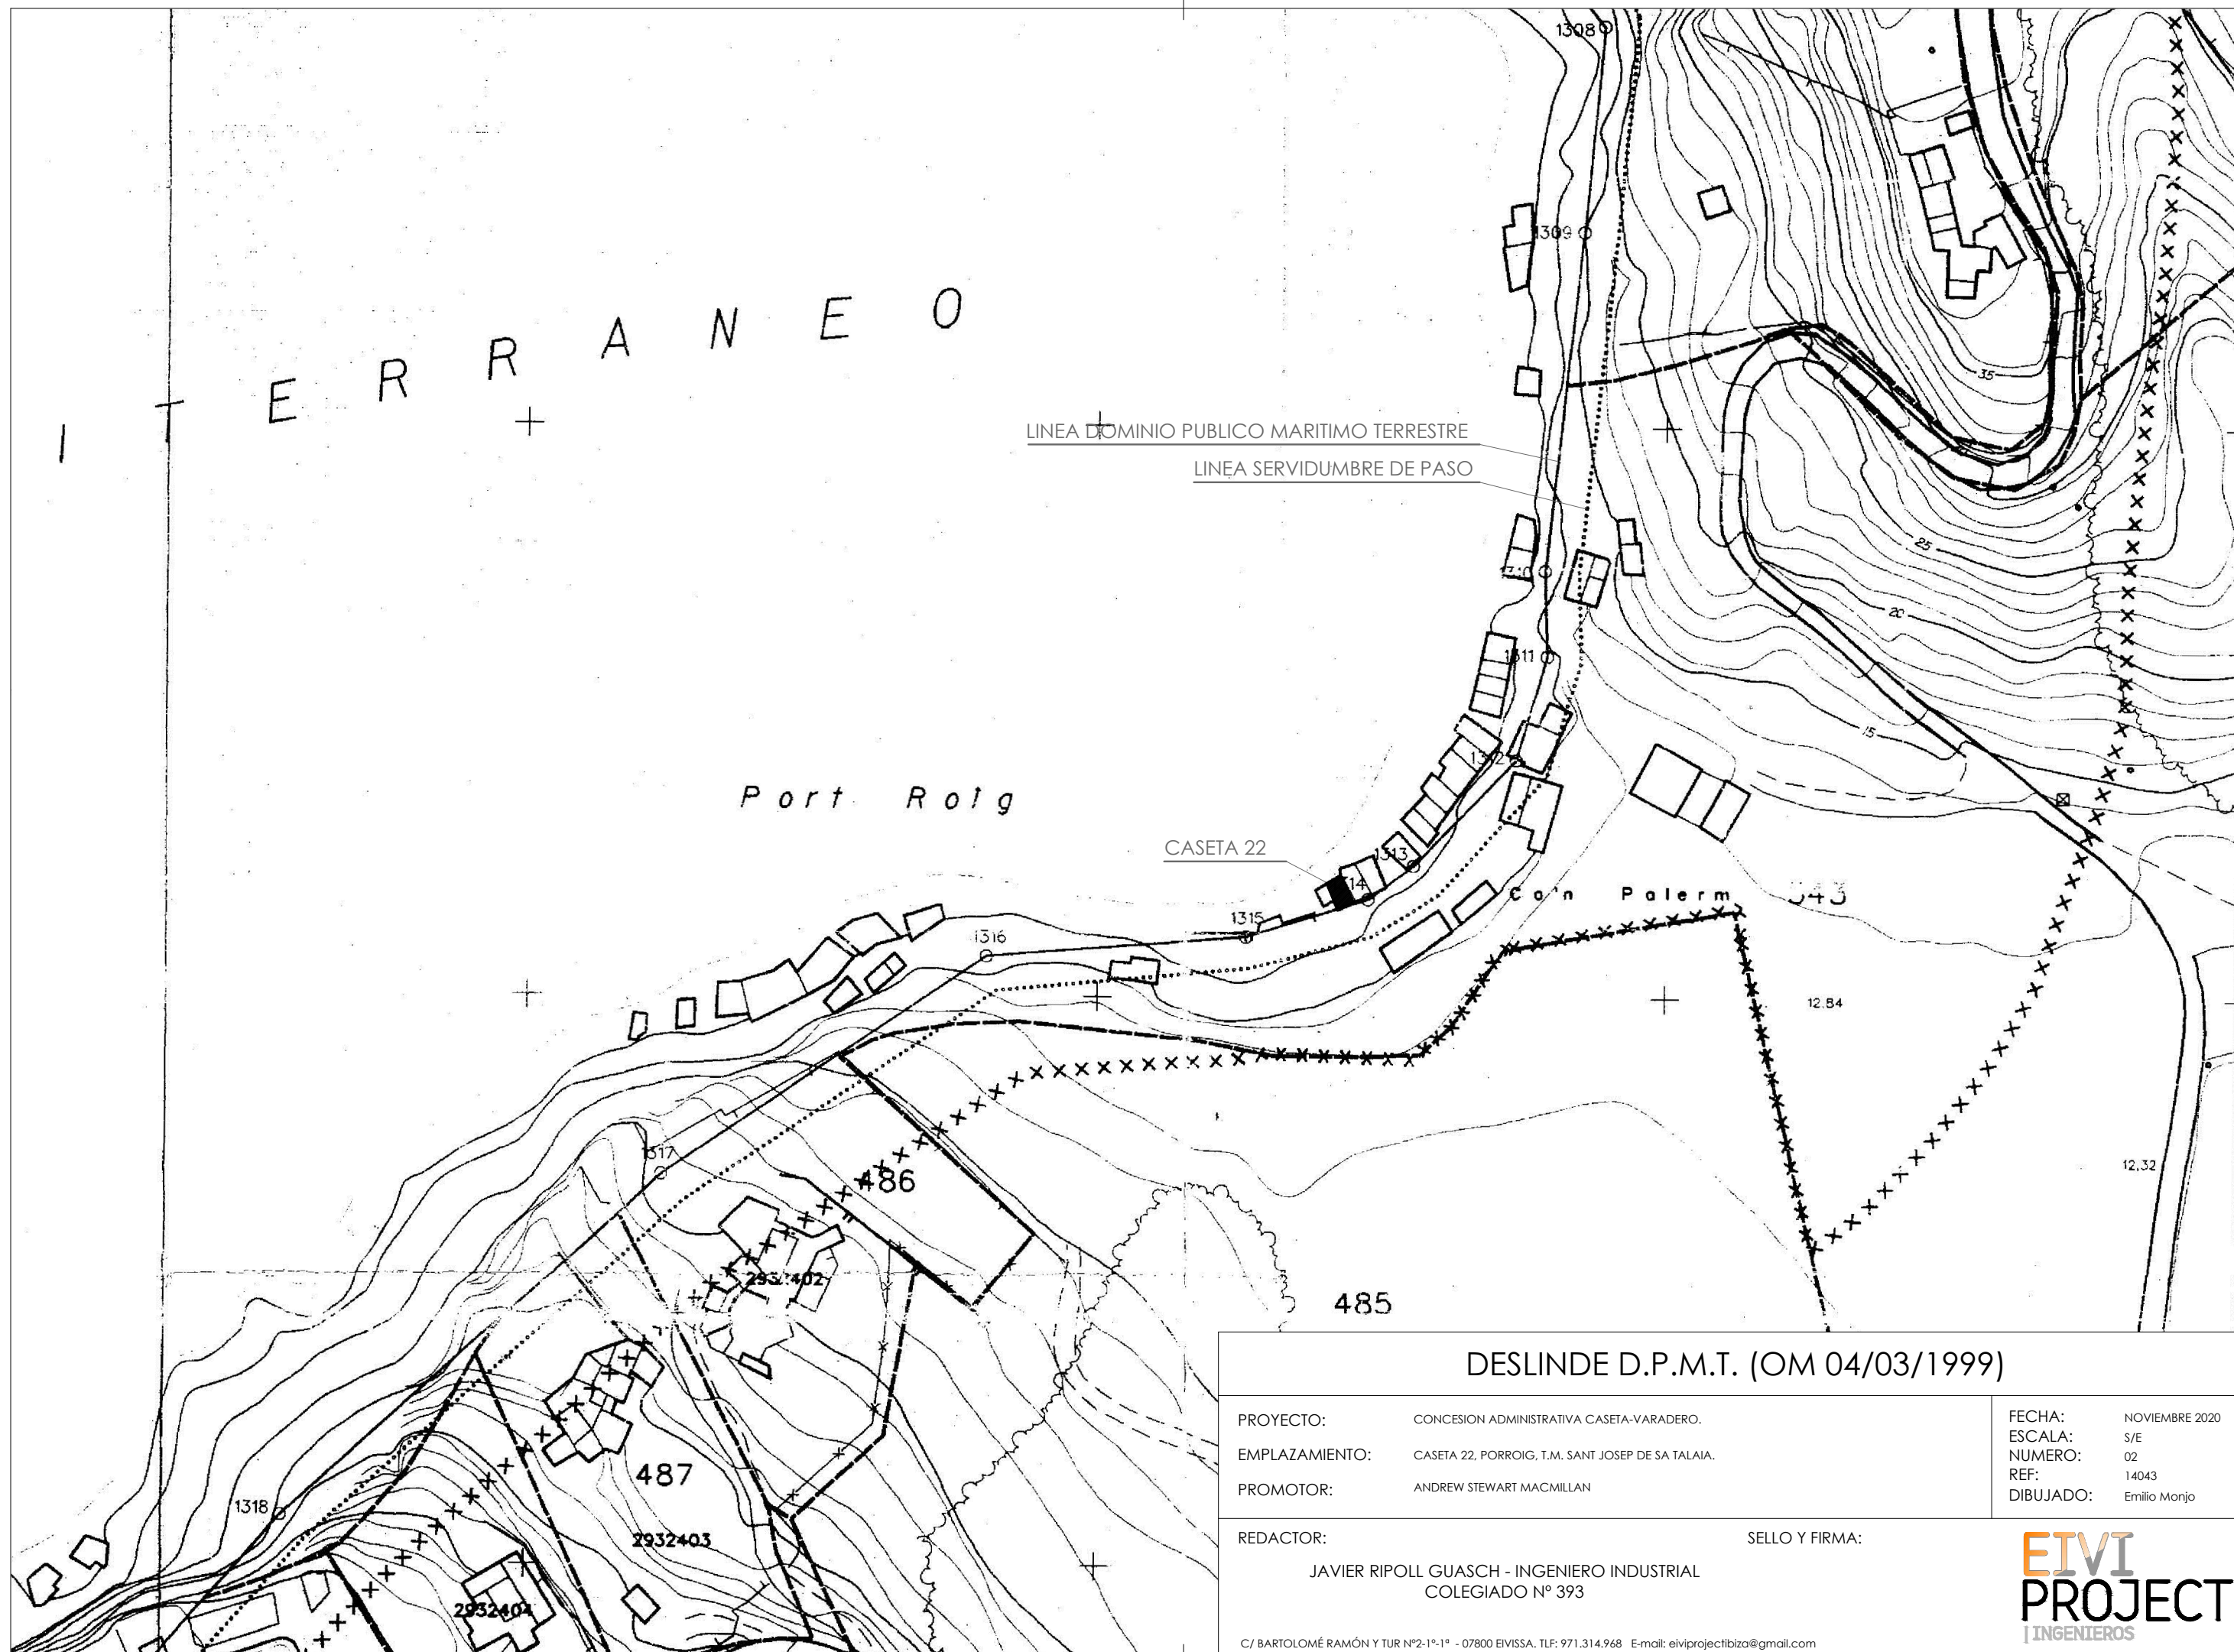 1308
1309
I T E R R A N E O
35
LINEA DOMINIO PUBLICO MARITIMO TERRESTRE
LINEA SERVIDUMBRE DE PASO
25
1310
20
1311
15
1312
Port Roig
CASETA 22
1313
Ca'n Palerm
1315
1316
12.84
12,32
1317
486
2932402
485
487
1318
2932403
2932404
DESLINDE D.P.M.T. (OM 04/03/1999)
PROYECTO: CONCESION ADMINISTRATIVA CASETA-VARADERO.
EMPLAZAMIENTO: CASETA 22, PORROIG, T.M. SANT JOSEP DE SA TALAIA.
PROMOTOR: ANDREW STEWART MACMILLAN
FECHA: NOVIEMBRE 2020
ESCALA: S/E
NUMERO: 02
REF: 14043
DIBUJADO: Emilio Monjo
REDACTOR:
SELLO Y FIRMA:
JAVIER RIPOLL GUASCH - INGENIERO INDUSTRIAL
COLEGIADO Nº 393
EIVI
PROJECT
| INGENIEROS
C/ BARTOLOMÉ RAMÓN Y TUR Nº2-1º-1ª - 07800 EIVISSA. TLF: 971.314.968 E-mail: eiviprojectibiza@gmail.com